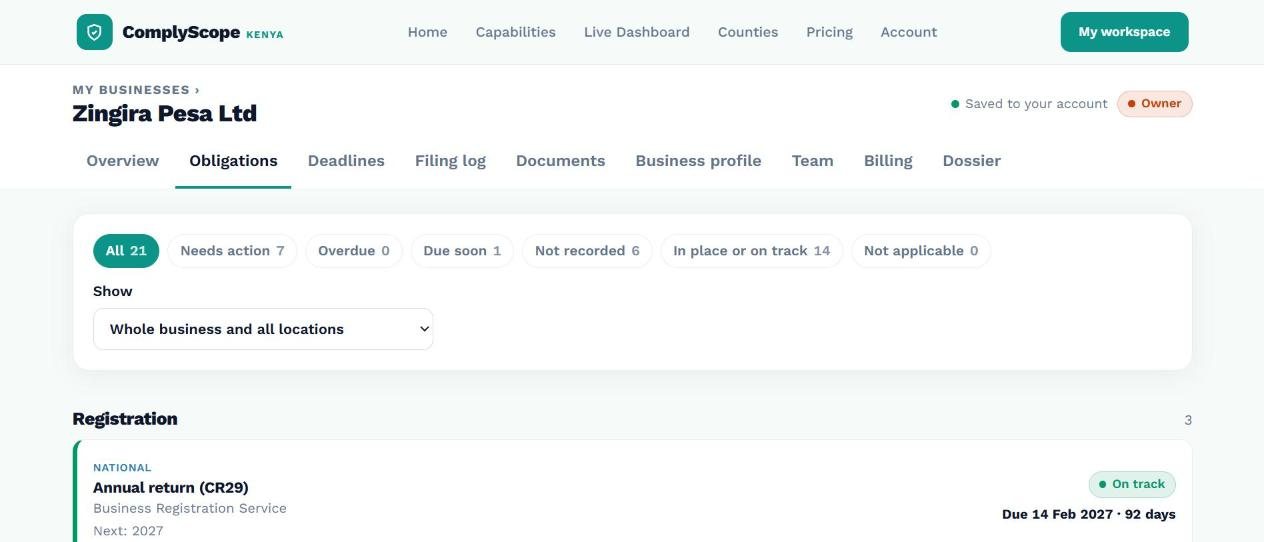 ComplyScope KENYA
Home Capabilities Live Dashboard Counties Pricing Account
My workspace
MY BUSINESSES ›
Zingira Pesa Ltd
Saved to your account
Owner
Overview Obligations Deadlines Filing log Documents Business profile Team Billing Dossier
All 21 Needs action 7 Overdue 0 Due soon 1 Not recorded 6 In place or on track 14 Not applicable 0
Show
Whole business and all locations
Registration 3
NATIONAL
Annual return (CR29)
Business Registration Service
Next: 2027
On track
Due 14 Feb 2027 · 92 days